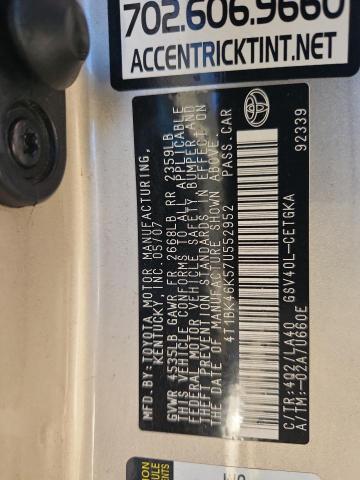 702.606.9660
ACCENTRICKTINT.NET
MFD. BY: TOYOTA MOTOR MANUFACTURING,
KENTUCKY, INC. 05/07
GVWR 4535LB GAWR FR 2668LB RR 2359LB
THIS VEHICLE CONFORMS TO ALL APPLICABLE
FEDERAL MOTOR VEHICLE SAFETY, BUMPER, AND
THEFT PREVENTION STANDARDS IN EFFECT ON
THE DATE OF MANUFACTURE SHOWN ABOVE.
4T1BK46K57U552952 PASS.CAR
C/TR:4Q2/LA40 GSV40L-CETGKA
A/TM:-02A/U660E 92339